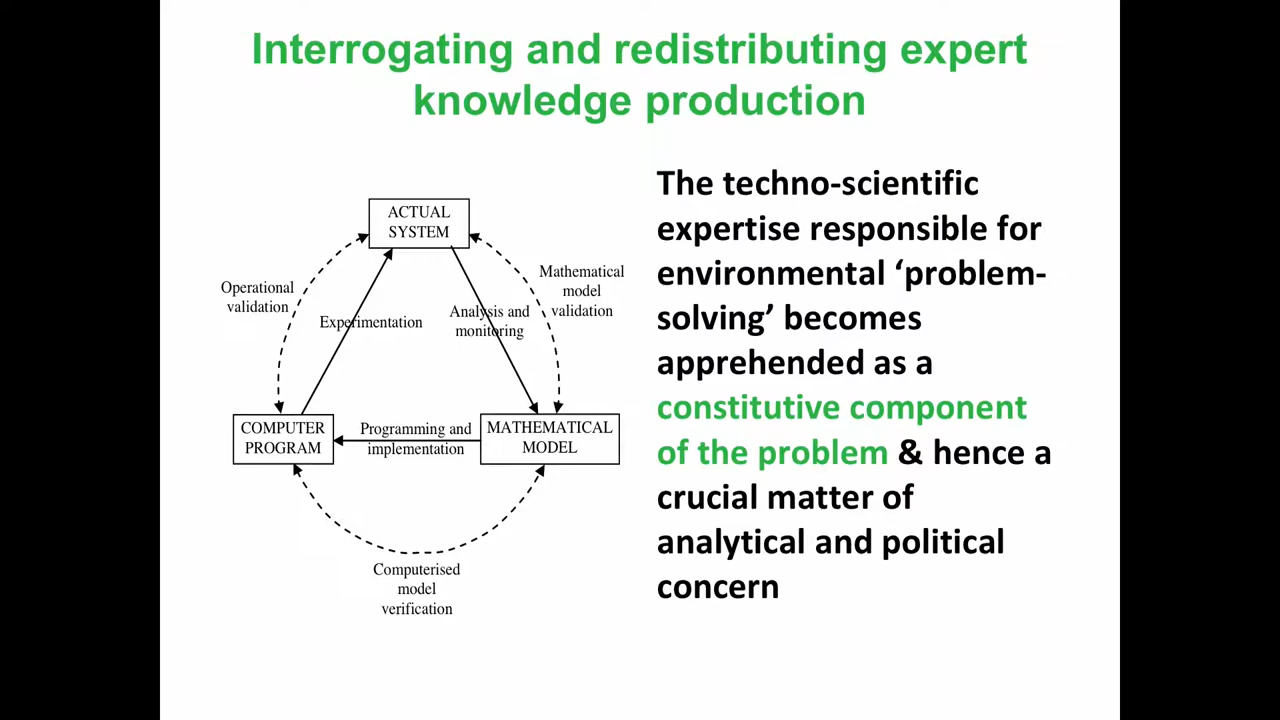 Interrogating and redistributing expert
knowledge production
ACTUAL
SYSTEM
Operational
validation
Experimentation
Analysis and
monitoring
Mathematical
model
validation
COMPUTER
PROGRAM
Programming and
implementation
MATHEMATICAL
MODEL
Computerised
model
verification
The techno-scientific
expertise responsible for
environmental ‘problem-
solving’ becomes
apprehended as a
constitutive component
of the problem & hence a
crucial matter of
analytical and political
concern